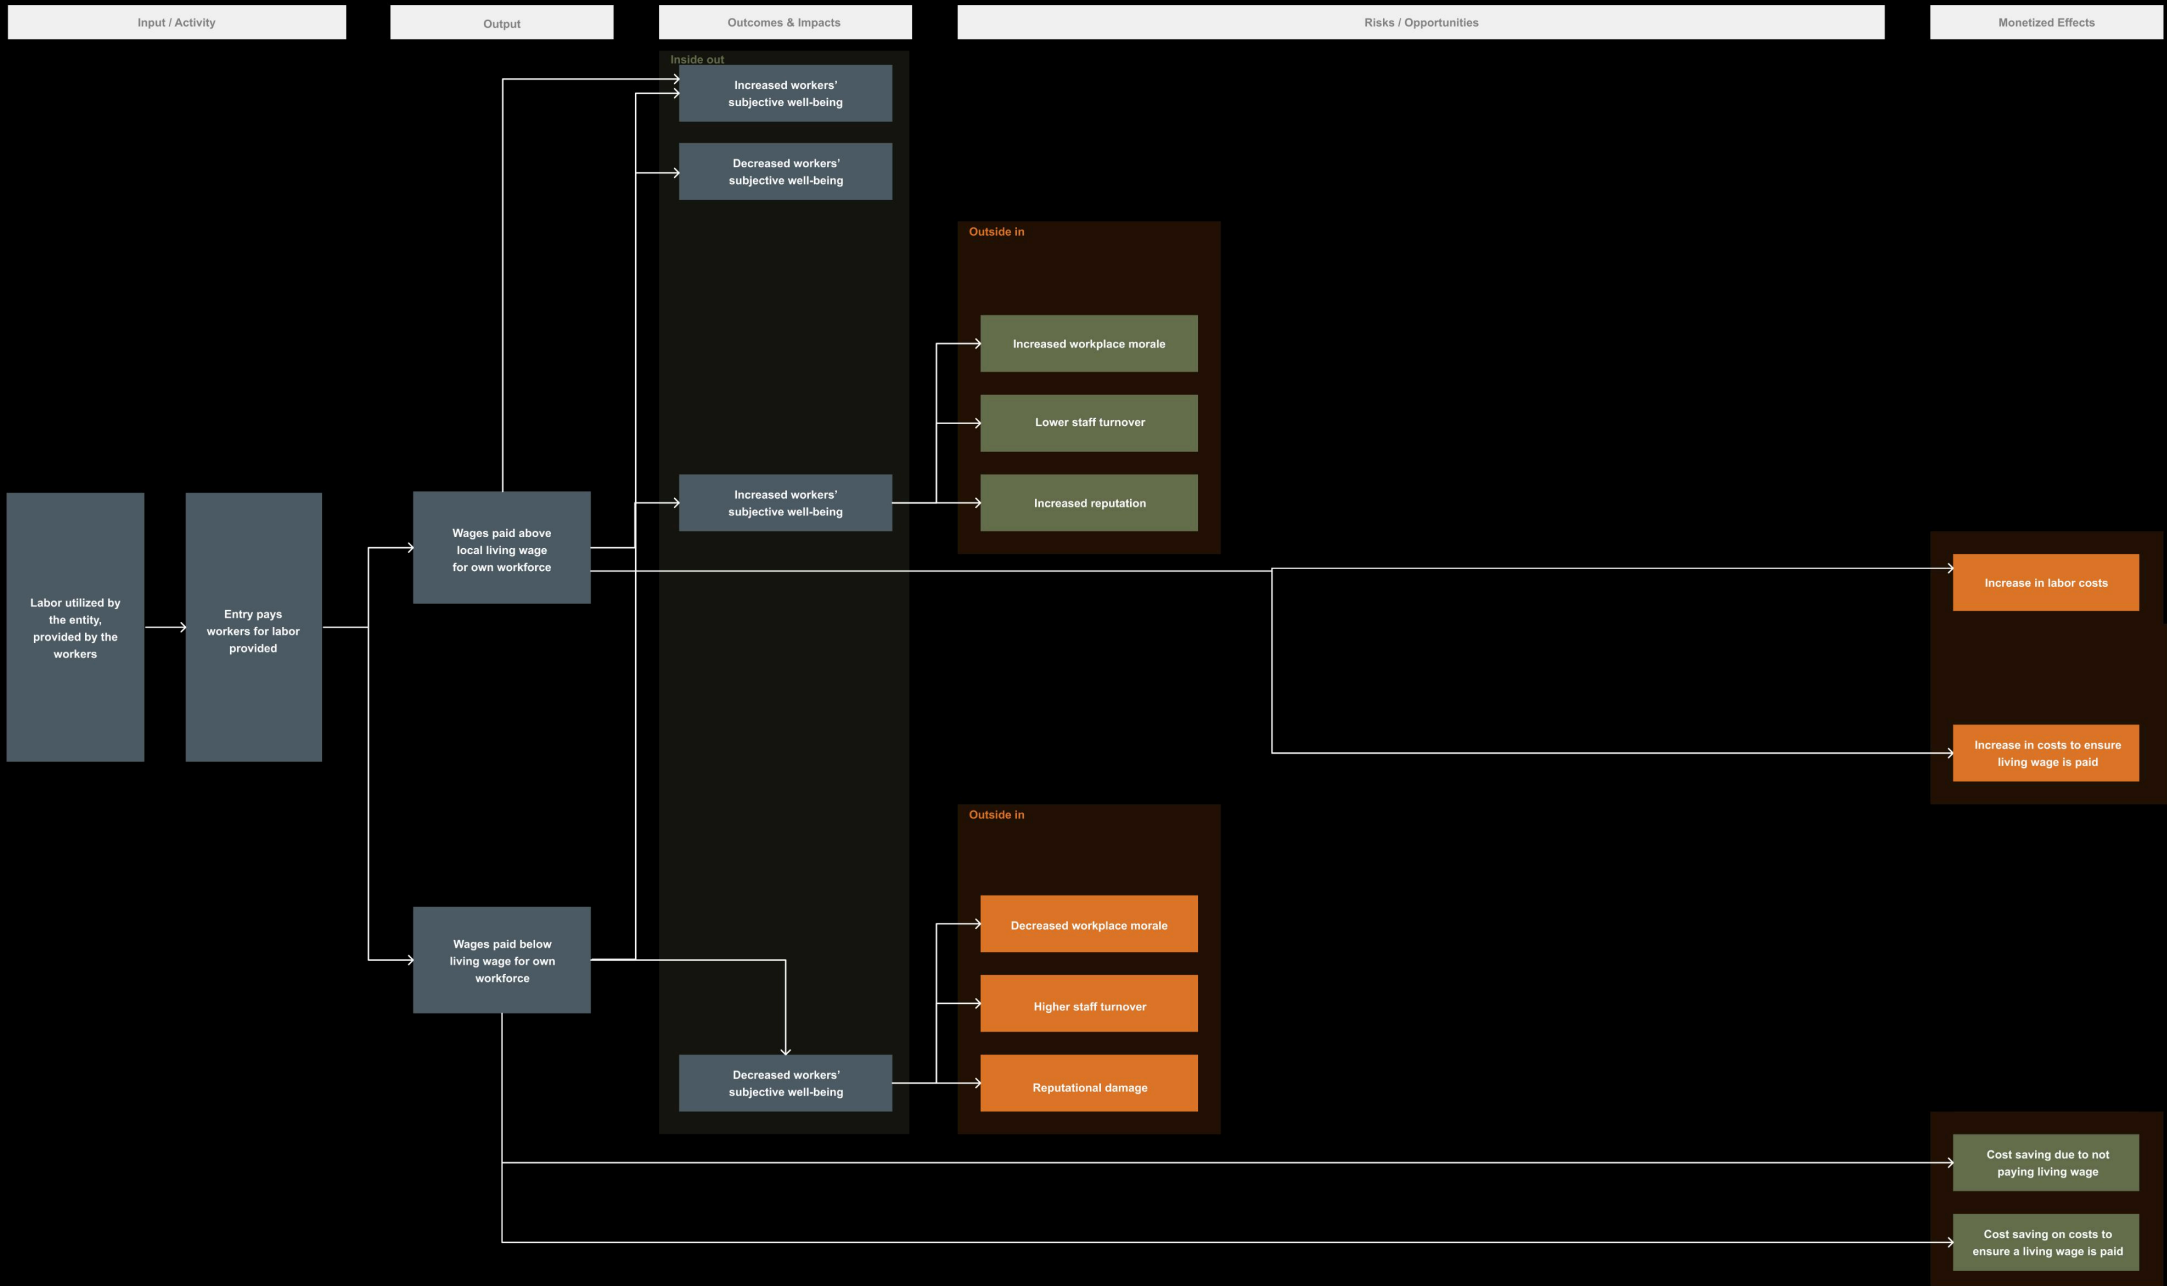 Input / Activity
Output
Outcomes & Impacts
Risks / Opportunities
Monetized Effects
Inside out
Increased workers’
subjective well-being
Decreased workers’
subjective well-being
Outside in
Increased workplace morale
Lower staff turnover
Increased workers’
subjective well-being
Increased reputation
Wages paid above
local living wage
for own workforce
Increase in labor costs
Labor utilized by
the entity,
provided by the
workers
Entry pays
workers for labor
provided
Increase in costs to ensure
living wage is paid
Outside in
Decreased workplace morale
Wages paid below
living wage for own
workforce
Higher staff turnover
Decreased workers’
subjective well-being
Reputational damage
Cost saving due to not
paying living wage
Cost saving on costs to
ensure a living wage is paid